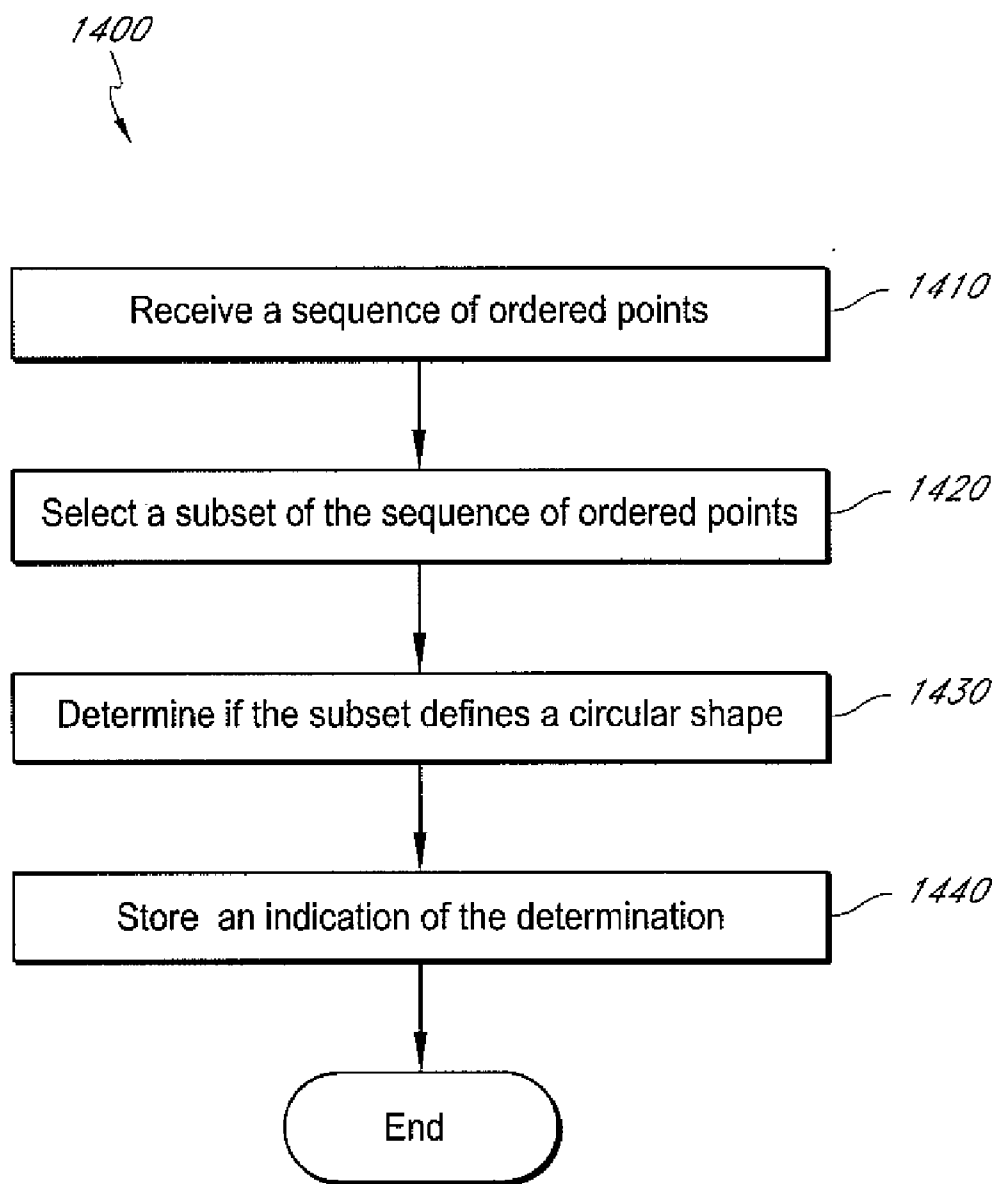 1400
Receive a sequence of ordered points
1410
Select a subset of the sequence of ordered points
1420
Determine if the subset defines a circular shape
1430
Store an indication of the determination
1440
End